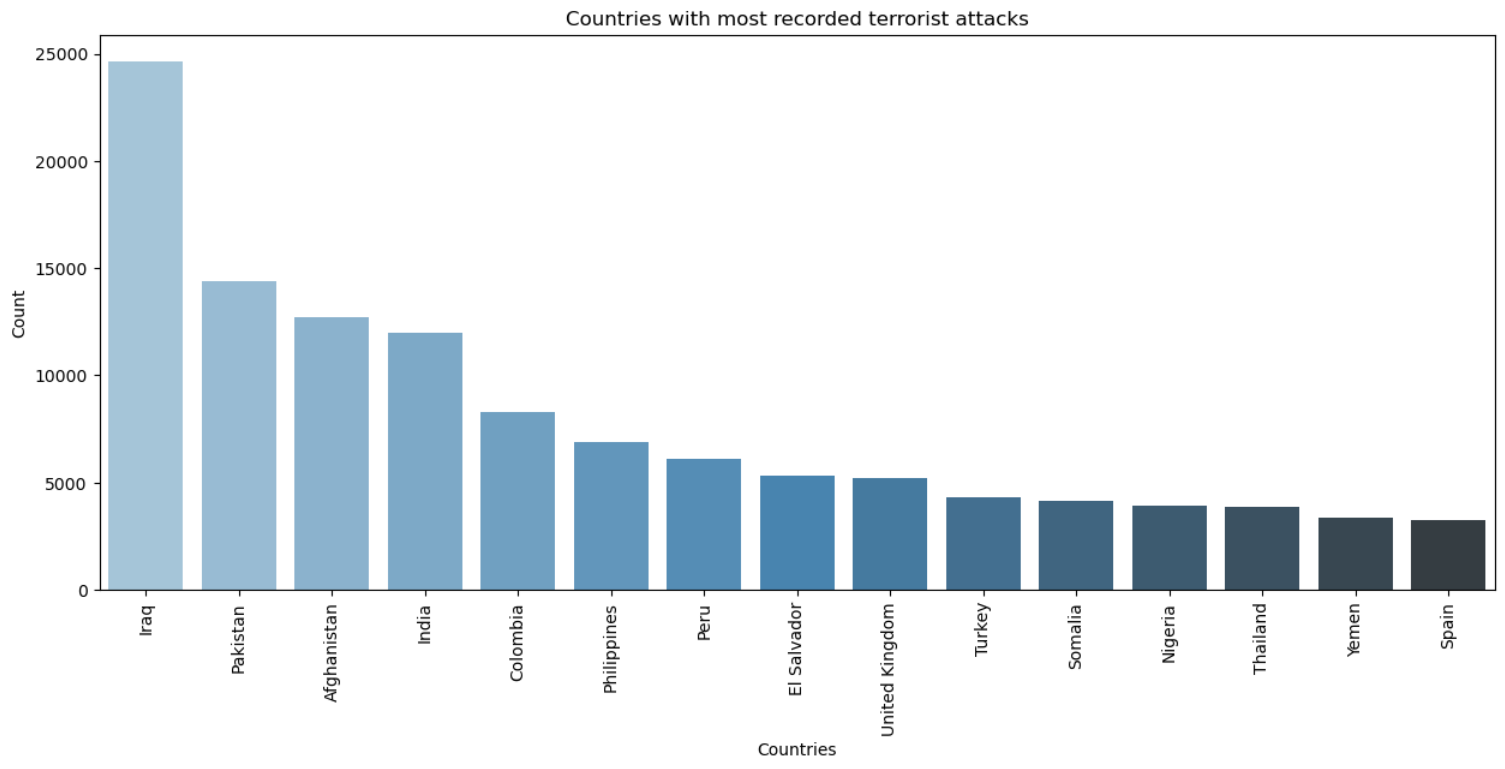 Countries with most recorded terrorist attacks
25000
20000
15000
10000
5000
0
Count
Iraq
Pakistan
Afghanistan
India
Colombia
Philippines
Peru
El Salvador
United Kingdom
Turkey
Somalia
Nigeria
Thailand
Yemen
Spain
Countries